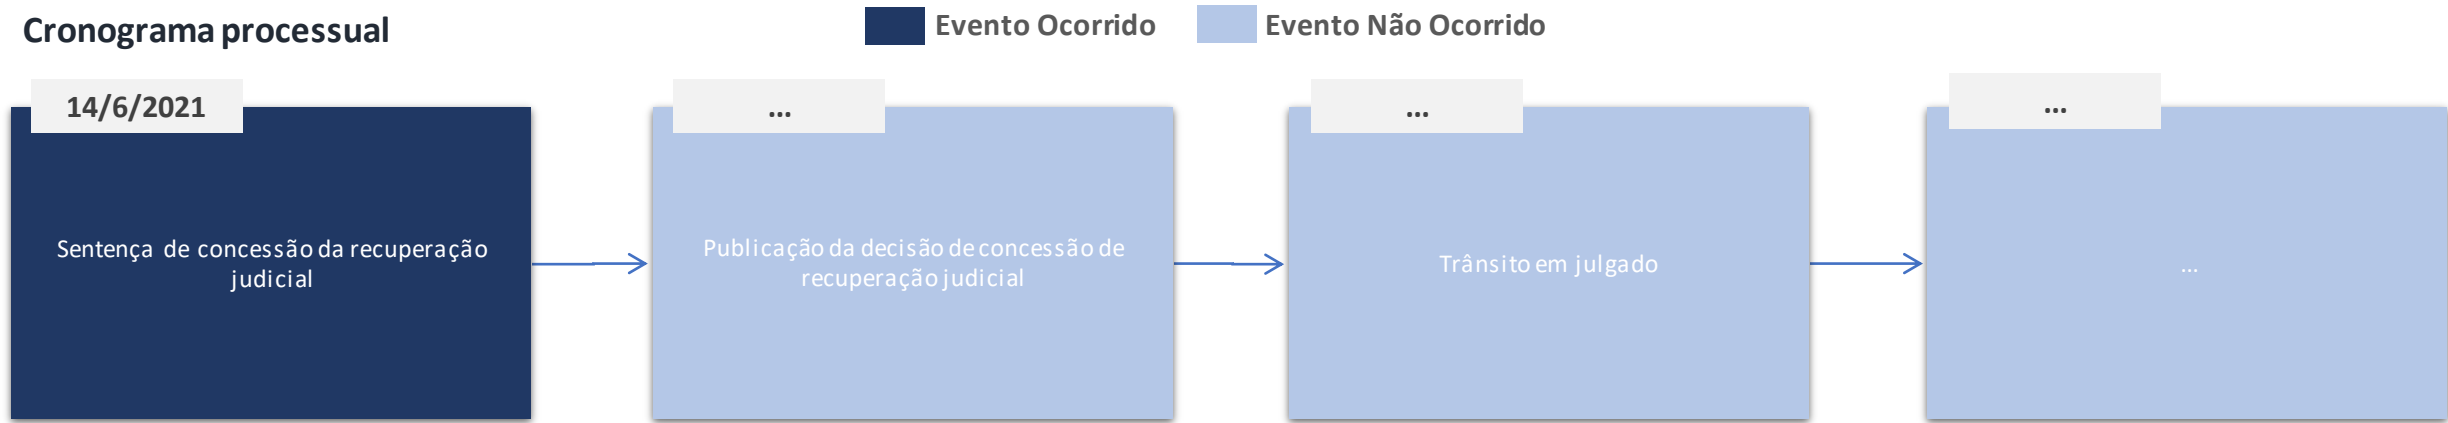 Cronograma processual
Evento Ocorrido
Evento Não Ocorrido
14/6/2021
Sentença de concessão da recuperação
judicial
...
Publicação da decisão de concessão de
recuperação judicial
...
Trânsito em julgado
...
...